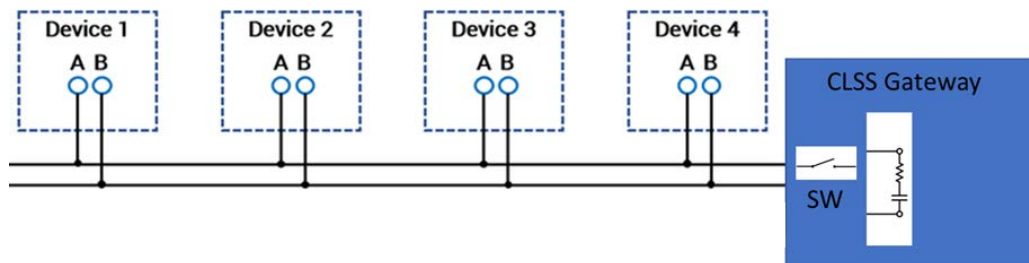 Device 1
A B
Device 2
A B
Device 3
A B
Device 4
A B
CLSS Gateway
SW